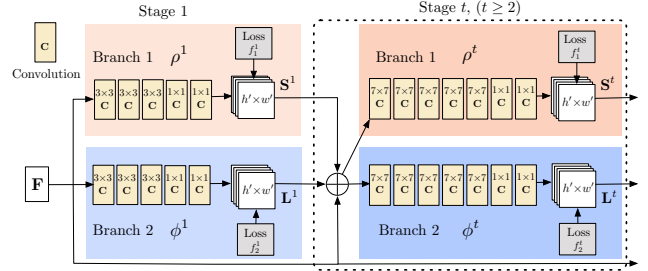 Stage 1
Stage t, (t ≥ 2)
C
Convolution
Branch 1 ρ¹
Loss
f₁¹
3×3 3×3 3×3 1×1 1×1
C C C C C
h′×w′
S¹
Branch 1 ρᵗ
Loss
f₁ᵗ
7×7 7×7 7×7 7×7 7×7 1×1 1×1
C C C C C C C
h′×w′
Sᵗ
F
3×3 3×3 3×3 1×1 1×1
C C C C C
h′×w′
L¹
Branch 2 ϕ¹
Loss
f₂¹
7×7 7×7 7×7 7×7 7×7 1×1 1×1
C C C C C C C
h′×w′
Lᵗ
Branch 2 ϕᵗ
Loss
f₂ᵗ